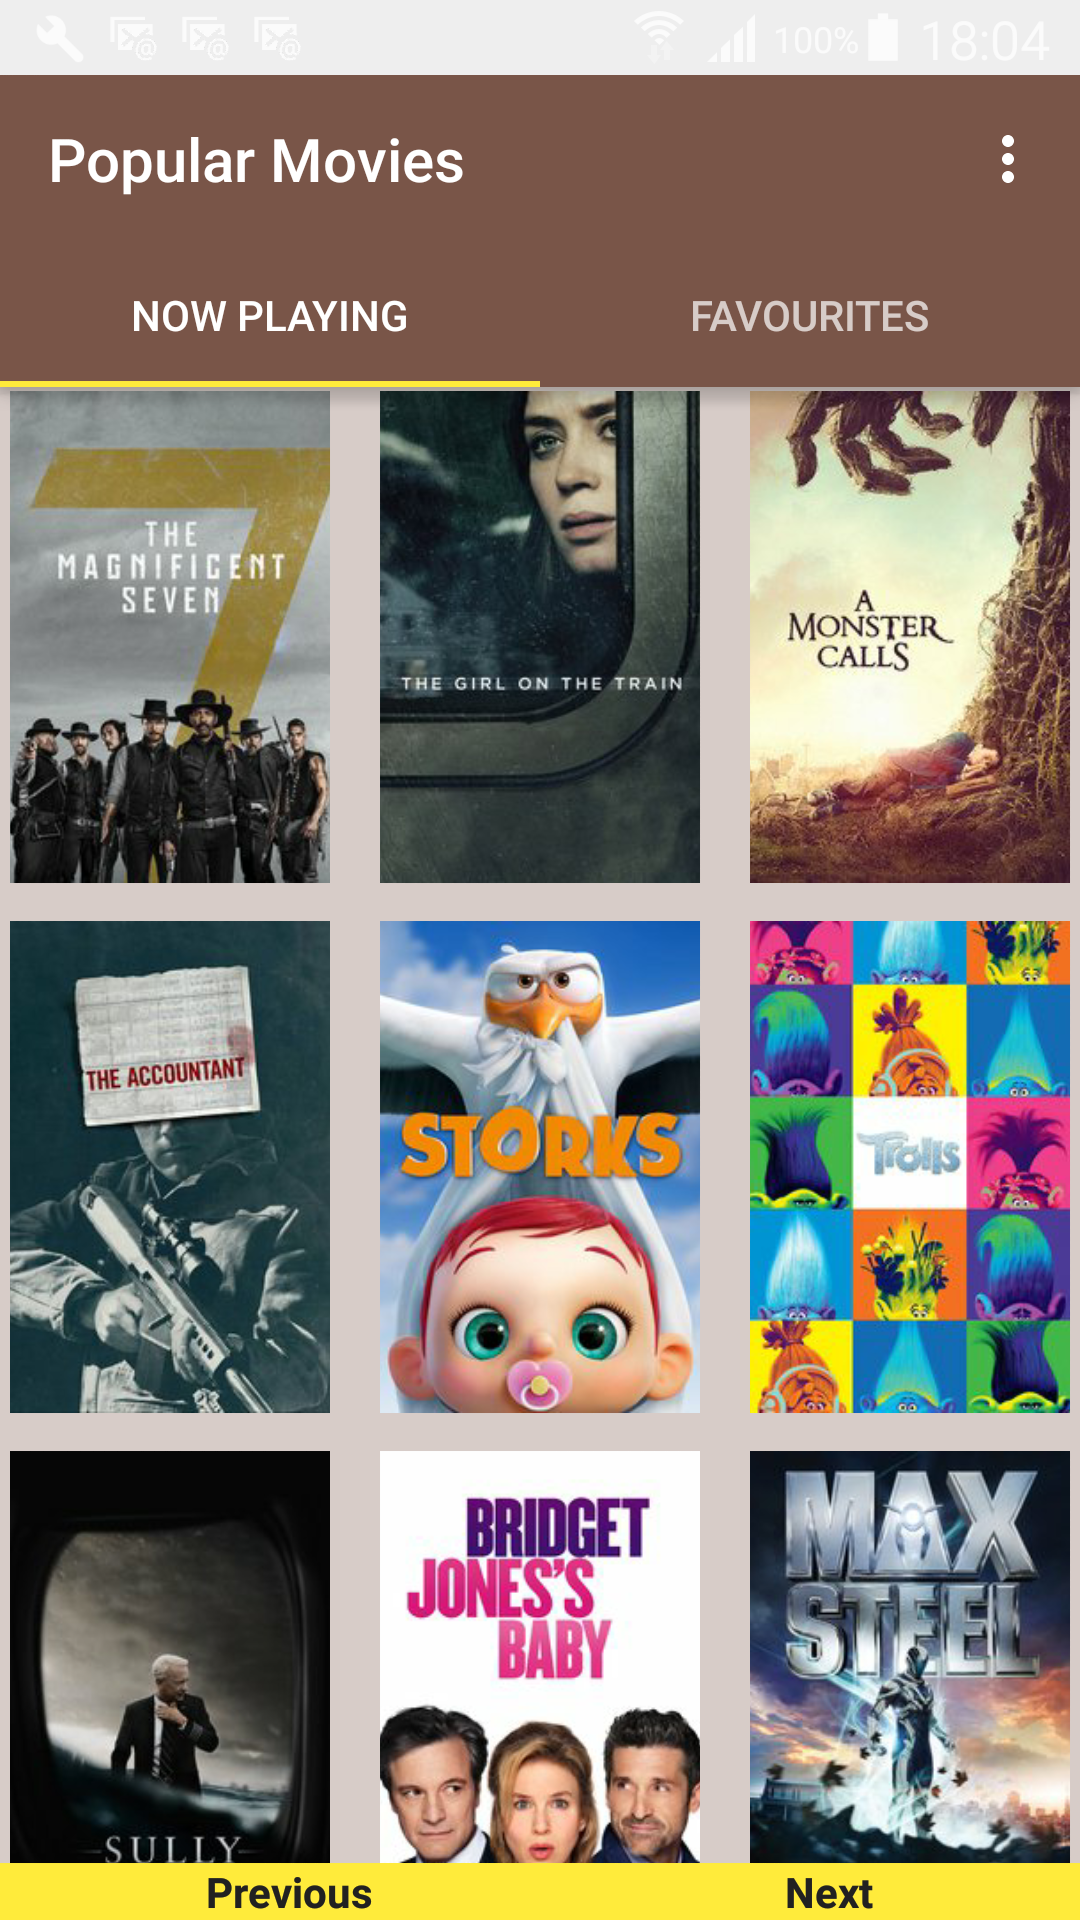 100% 18:04
Popular Movies
NOW PLAYING FAVOURITES
THE
MAGNIFICENT
SEVEN
THE GIRL ON THE TRAIN
A
MONSTER
CALLS
THE ACCOUNTANT
STORKS
Trolls
SULLY
BRIDGET
JONES'S
BABY
MAX
STEEL
Previous Next